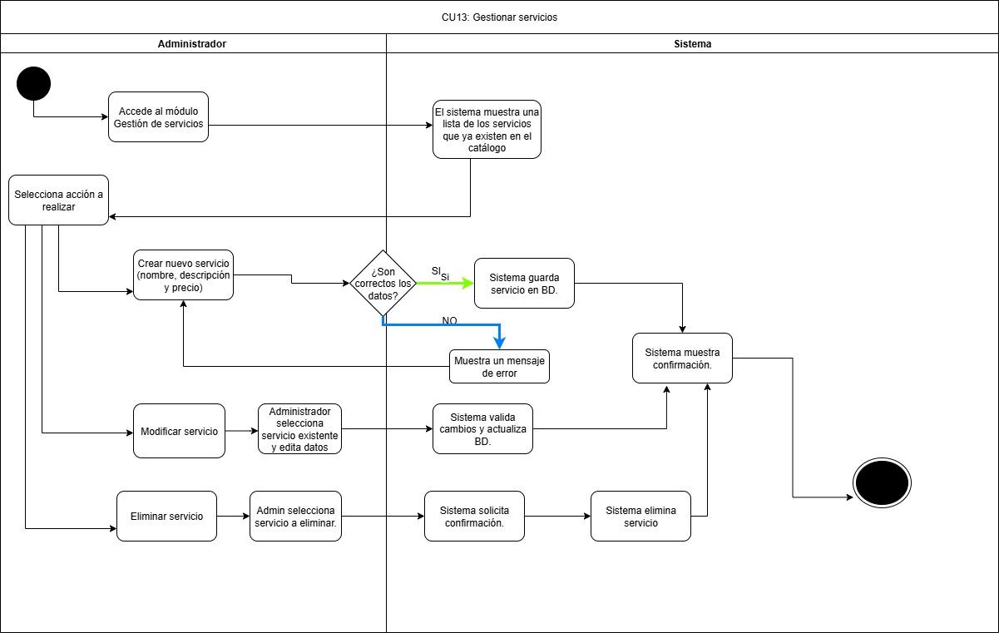 CU13: Gestionar servicios
Administrador
Sistema
Accede al módulo
Gestión de servicios
El sistema muestra una
lista de los servicios
que ya existen en el
catálogo
Selecciona acción a
realizar
Crear nuevo servicio
(nombre, descripción
y precio)
¿Son
correctos los
datos?
SI
Si
Sistema guarda
servicio en BD.
NO
Muestra un mensaje
de error
Sistema muestra
confirmación.
Modificar servicio
Administrador
selecciona
servicio existente
y edita datos
Sistema valida
cambios y actualiza
BD.
Eliminar servicio
Admin selecciona
servicio a eliminar.
Sistema solicita
confirmación.
Sistema elimina
servicio